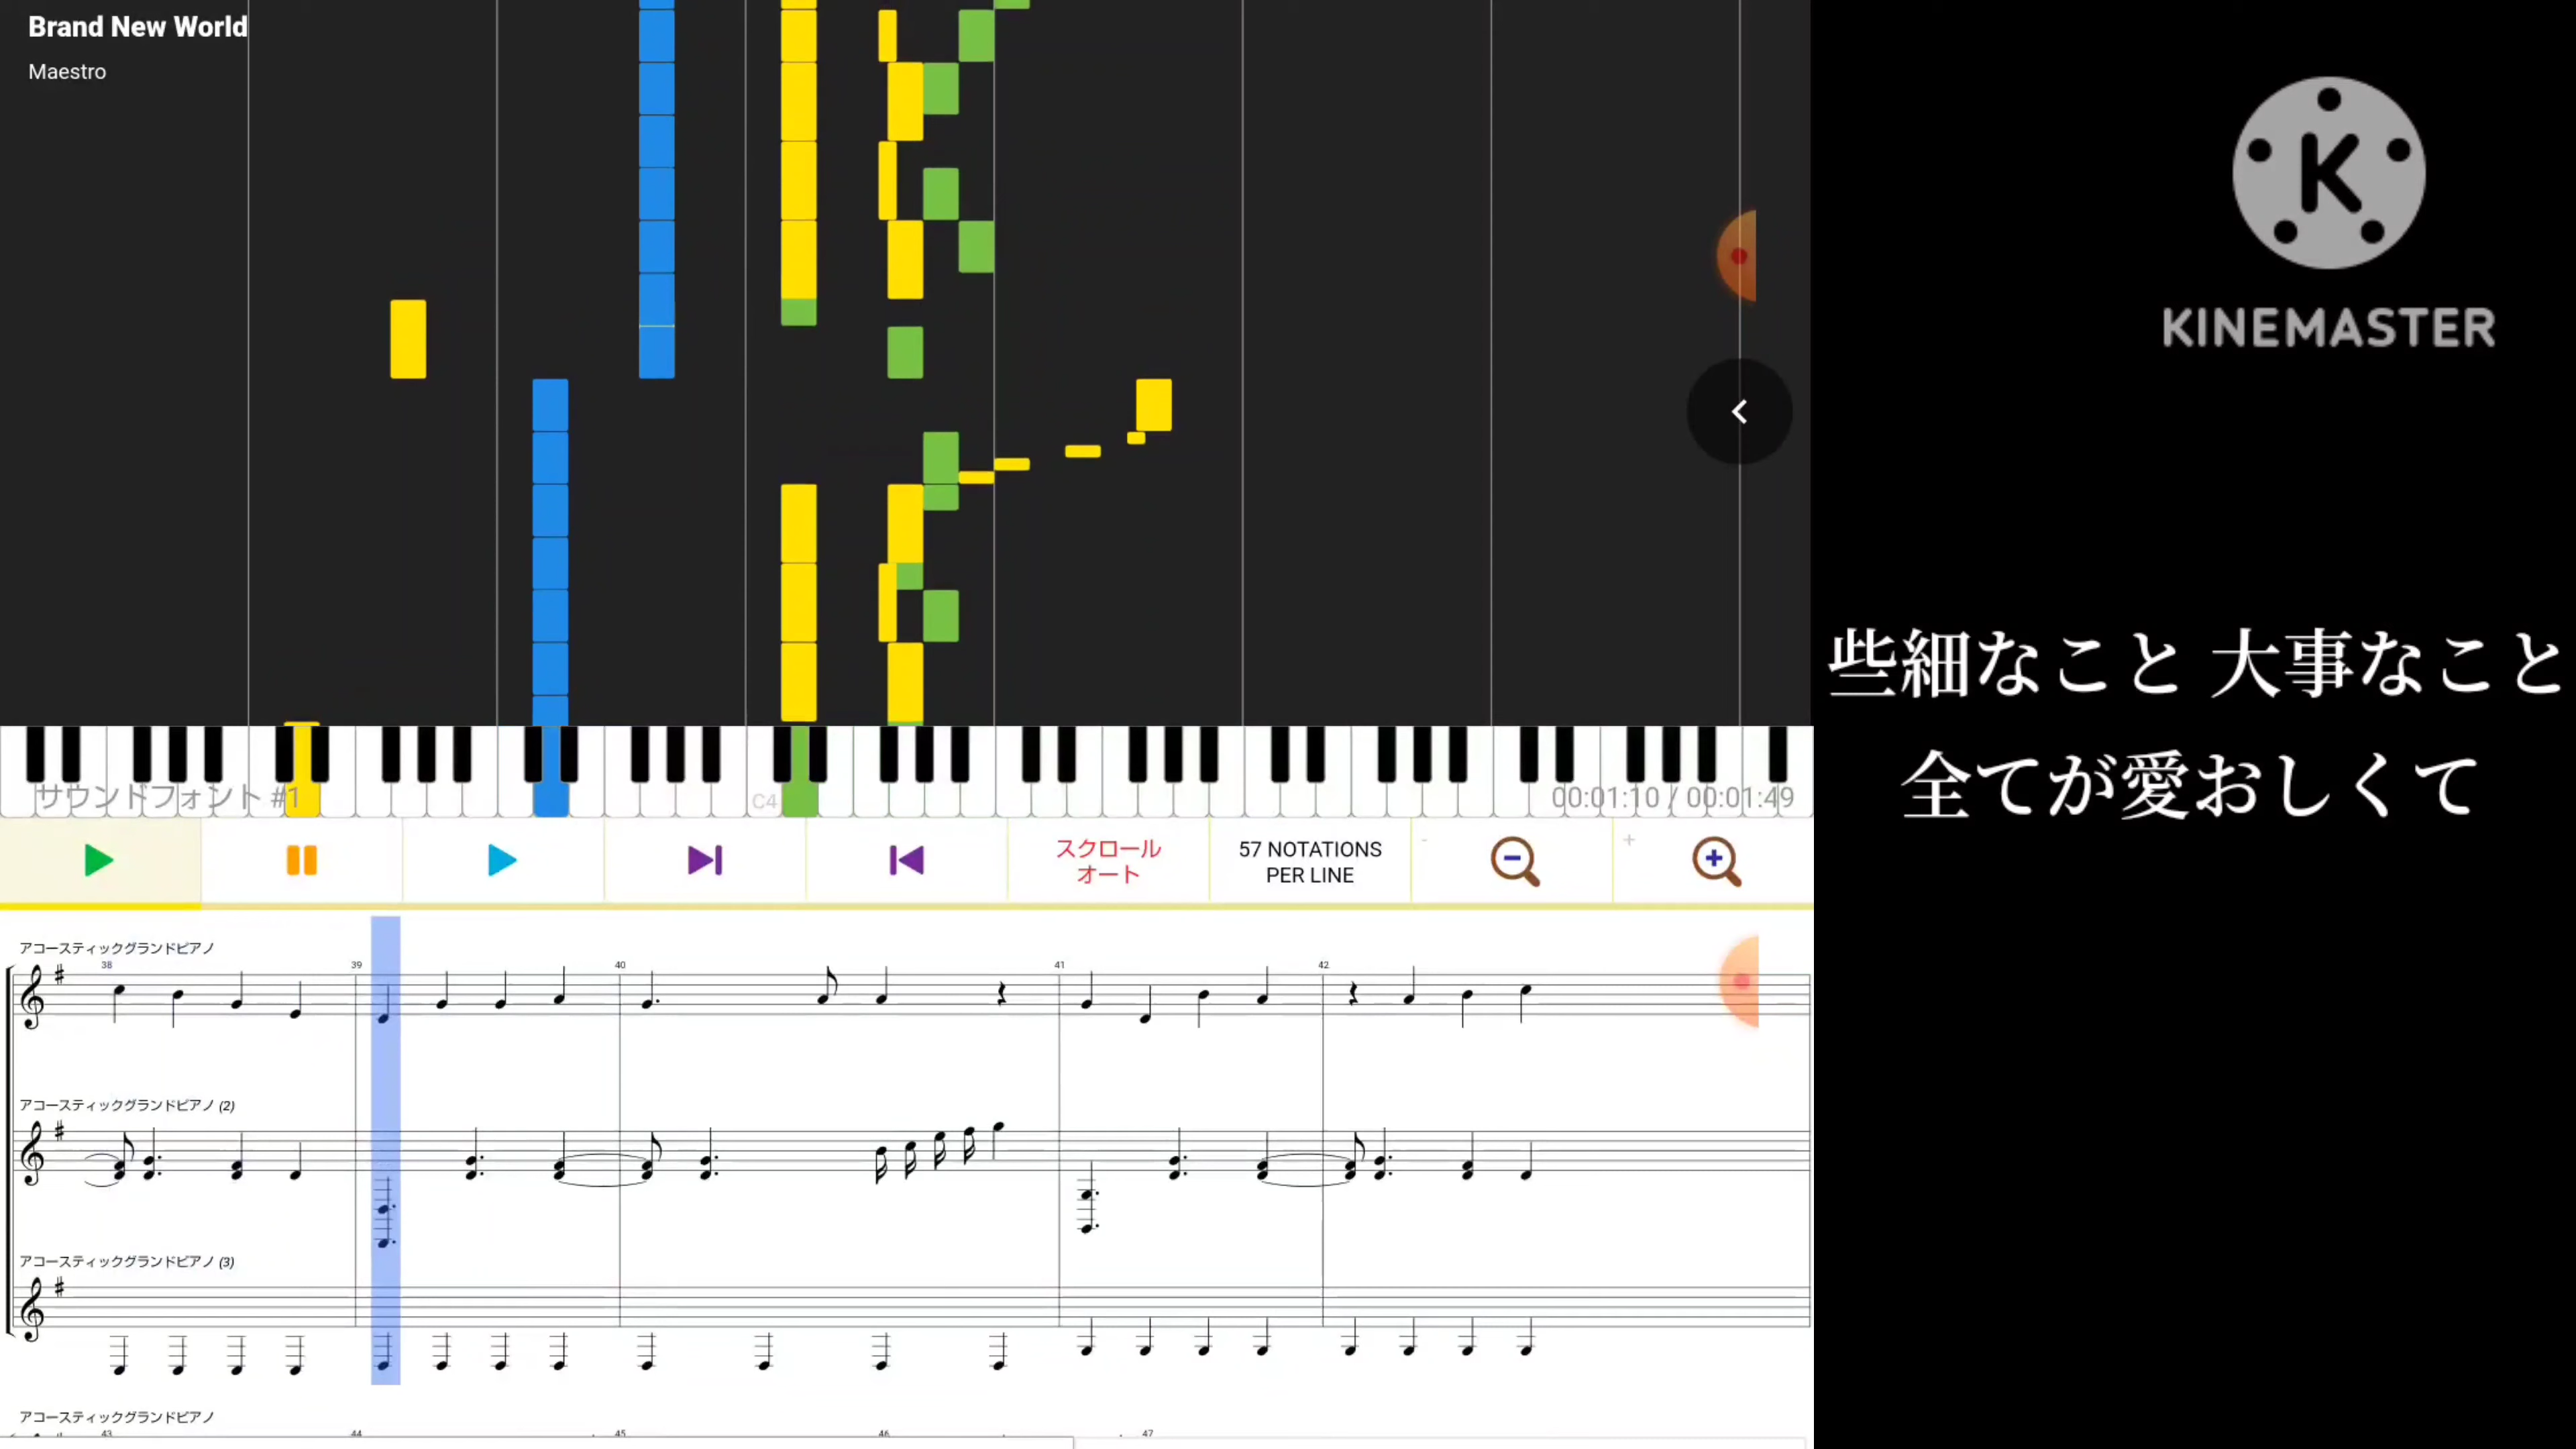 Brand New World
Maestro
KINEMASTER
些細なこと 大事なこと
全てが愛おしくて
サウンドフォント #1
C4
00:01:10 / 00:01:49
スクロール
オート
57 NOTATIONS
PER LINE
-
+
アコースティックグランドピアノ
38 39 40 41 42
アコースティックグランドピアノ (2)
アコースティックグランドピアノ (3)
アコースティックグランドピアノ
43 44 45 46 47